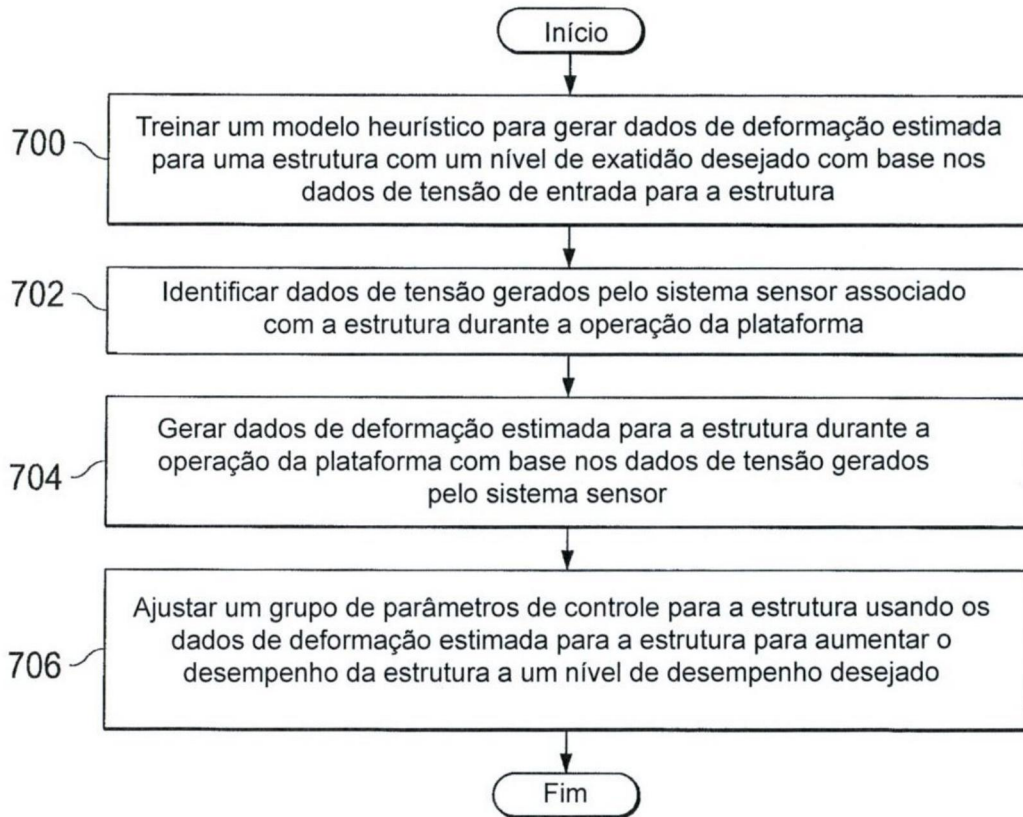 Início
700
Treinar um modelo heurístico para gerar dados de deformação estimada
para uma estrutura com um nível de exatidão desejado com base nos
dados de tensão de entrada para a estrutura
702
Identificar dados de tensão gerados pelo sistema sensor associado
com a estrutura durante a operação da plataforma
704
Gerar dados de deformação estimada para a estrutura durante a
operação da plataforma com base nos dados de tensão gerados
pelo sistema sensor
706
Ajustar um grupo de parâmetros de controle para a estrutura usando os
dados de deformação estimada para a estrutura para aumentar o
desempenho da estrutura a um nível de desempenho desejado
Fim